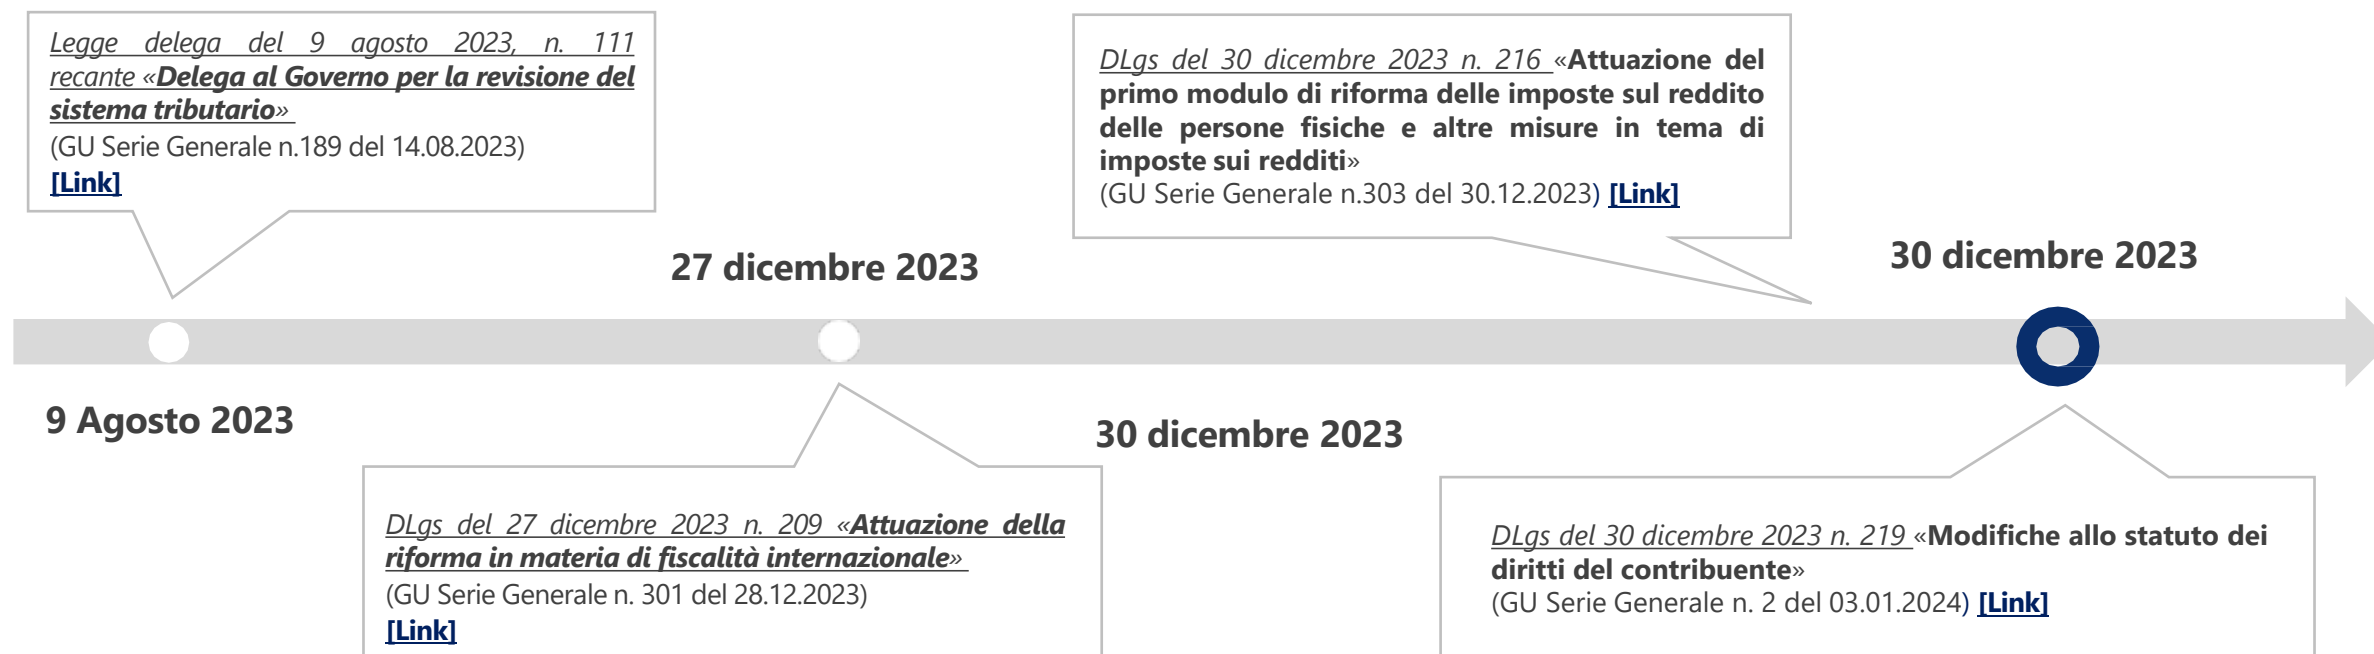 Legge delega del 9 agosto 2023, n. 111
recante «Delega al Governo per la revisione del
sistema tributario»
(GU Serie Generale n.189 del 14.08.2023)
[Link]
DLgs del 30 dicembre 2023 n. 216 «Attuazione del
primo modulo di riforma delle imposte sul reddito
delle persone fisiche e altre misure in tema di
imposte sui redditi»
(GU Serie Generale n.303 del 30.12.2023) [Link]
27 dicembre 2023
30 dicembre 2023
9 Agosto 2023
30 dicembre 2023
DLgs del 27 dicembre 2023 n. 209 «Attuazione della
riforma in materia di fiscalità internazionale»
(GU Serie Generale n. 301 del 28.12.2023)
[Link]
DLgs del 30 dicembre 2023 n. 219 «Modifiche allo statuto dei
diritti del contribuente»
(GU Serie Generale n. 2 del 03.01.2024) [Link]